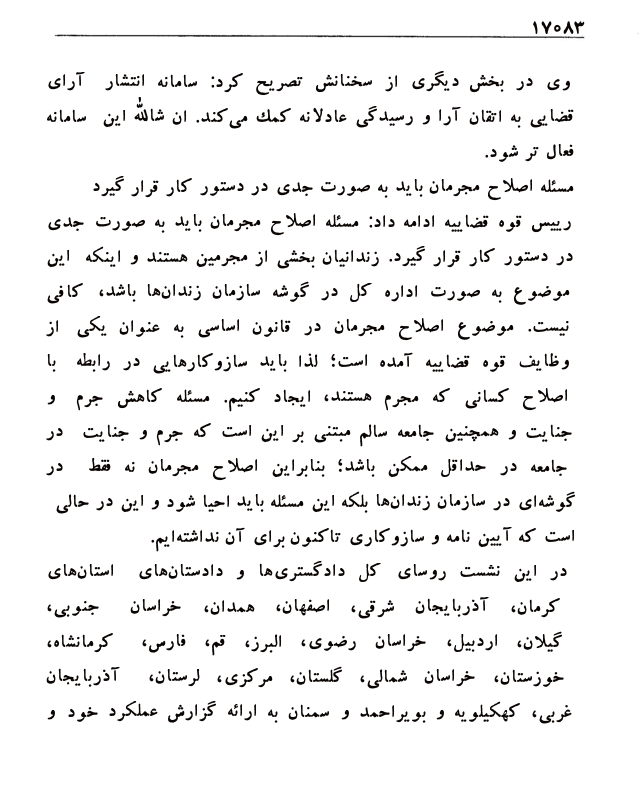 ۱۷۰۸۳
وی در بخش دیگری از سخنانش تصریح کرد: سامانه انتشار آرای
قضایی به اتقان آرا و رسیدگی عادلانه کمك می‌کند. ان شالله این سامانه
فعال تر شود.
مسئله اصلاح مجرمان باید به صورت جدی در دستور کار قرار گیرد
رییس قوه قضاییه ادامه داد: مسئله اصلاح مجرمان باید به صورت جدی
در دستور کار قرار گیرد. زندانیان بخشی از مجرمین هستند و اینکه این
موضوع به صورت اداره کل در گوشه سازمان زندان‌ها باشد، کافی
نیست. موضوع اصلاح مجرمان در قانون اساسی به عنوان یکی از
وظایف قوه قضاییه آمده است؛ لذا باید سازوکارهایی در رابطه با
اصلاح کسانی که مجرم هستند، ایجاد کنیم. مسئله کاهش جرم و
جنایت و همچنین جامعه سالم مبتنی بر این است که جرم و جنایت در
جامعه در حداقل ممکن باشد؛ بنابراین اصلاح مجرمان نه فقط در
گوشه‌ای در سازمان زندان‌ها بلکه این مسئله باید احیا شود و این در حالی
است که آیین نامه و سازوکاری تاکنون برای آن نداشته‌ایم.
در این نشست روسای کل دادگستری‌ها و دادستان‌های استان‌های
کرمان، آذربایجان شرقی، اصفهان، همدان، خراسان جنوبی،
گیلان، اردبیل، خراسان رضوی، البرز، قم، فارس، کرمانشاه،
خوزستان، خراسان شمالی، گلستان، مرکزی، لرستان، آذربایجان
غربی، کهکیلویه و بویراحمد و سمنان به ارائه گزارش عملکرد خود و